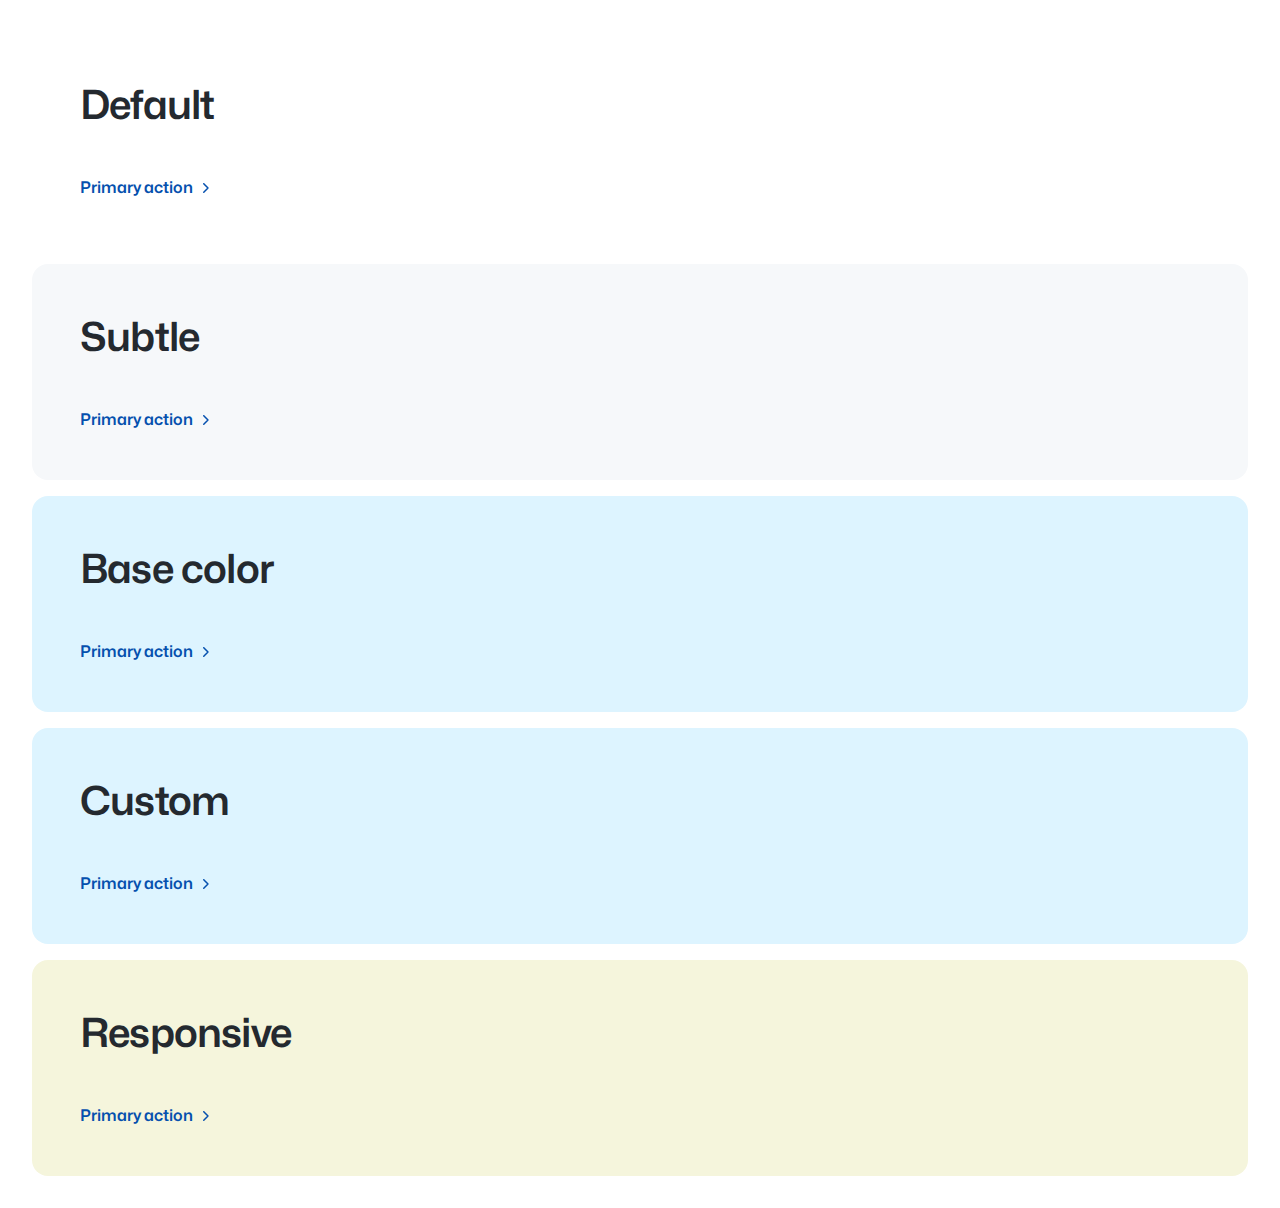 Default
Primary action
Subtle
Primary action
Base color
Primary action
Custom
Primary action
Responsive
Primary action